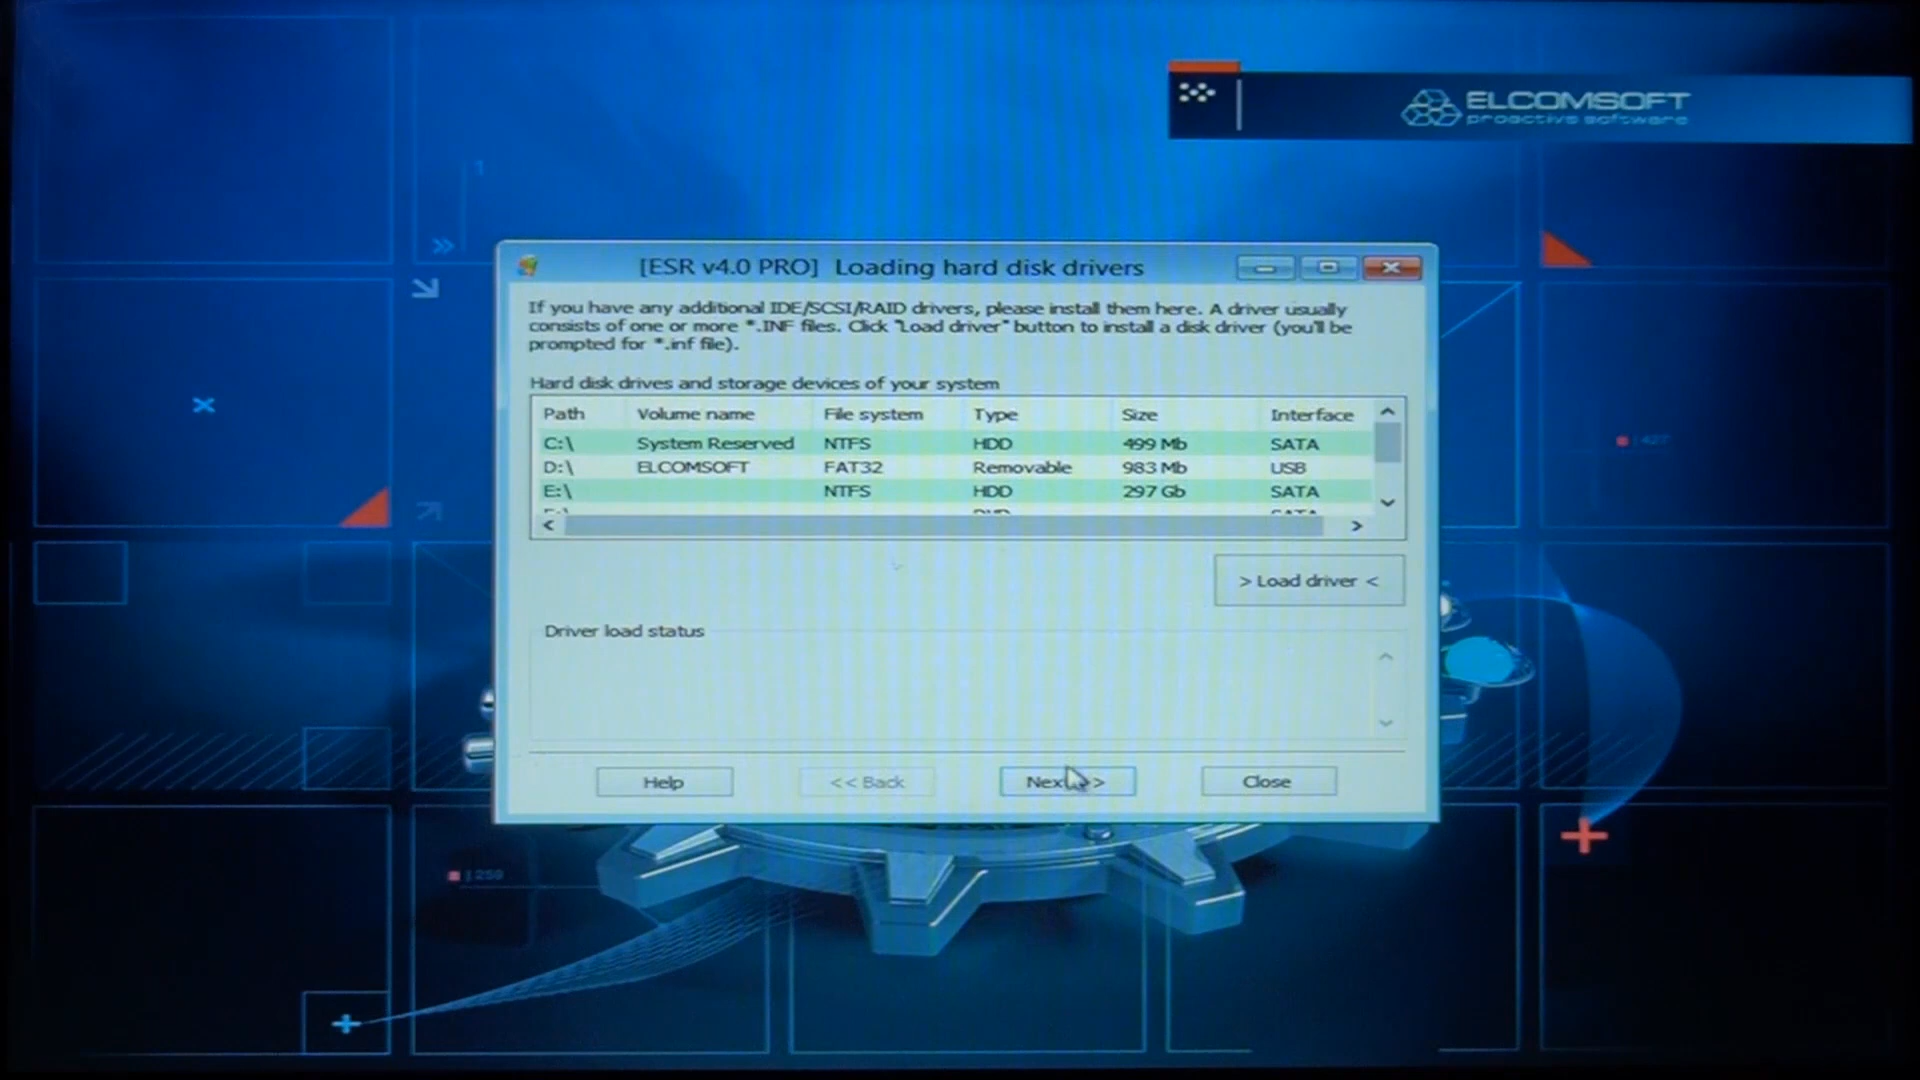 ELCOMSOFT
proactive software
1
[ESR v4.0 PRO] Loading hard disk drivers
If you have any additional IDE/SCSI/RAID drivers, please install them here. A driver usually
consists of one or more *.INF files. Click "Load driver" button to install a disk driver (you'll be
prompted for *.inf file).
Hard disk drives and storage devices of your system
Path Volume name File system Type Size Interface
C:\ System Reserved NTFS HDD 499 Mb SATA
D:\ ELCOMSOFT FAT32 Removable 983 Mb USB
E:\ NTFS HDD 297 Gb SATA
> Load driver <
Driver load status
Help << Back Next >> Close
259